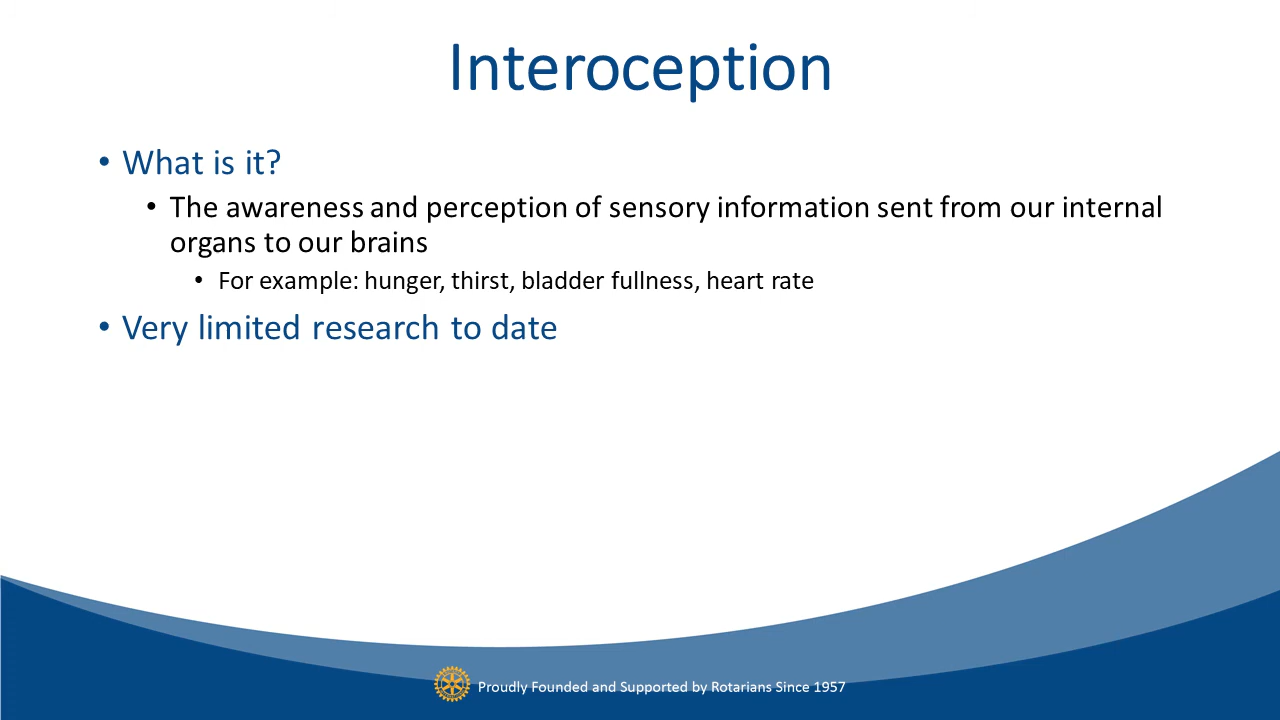 Interoception
• What is it?
• The awareness and perception of sensory information sent from our internal
organs to our brains
• For example: hunger, thirst, bladder fullness, heart rate
• Very limited research to date
Proudly Founded and Supported by Rotarians Since 1957